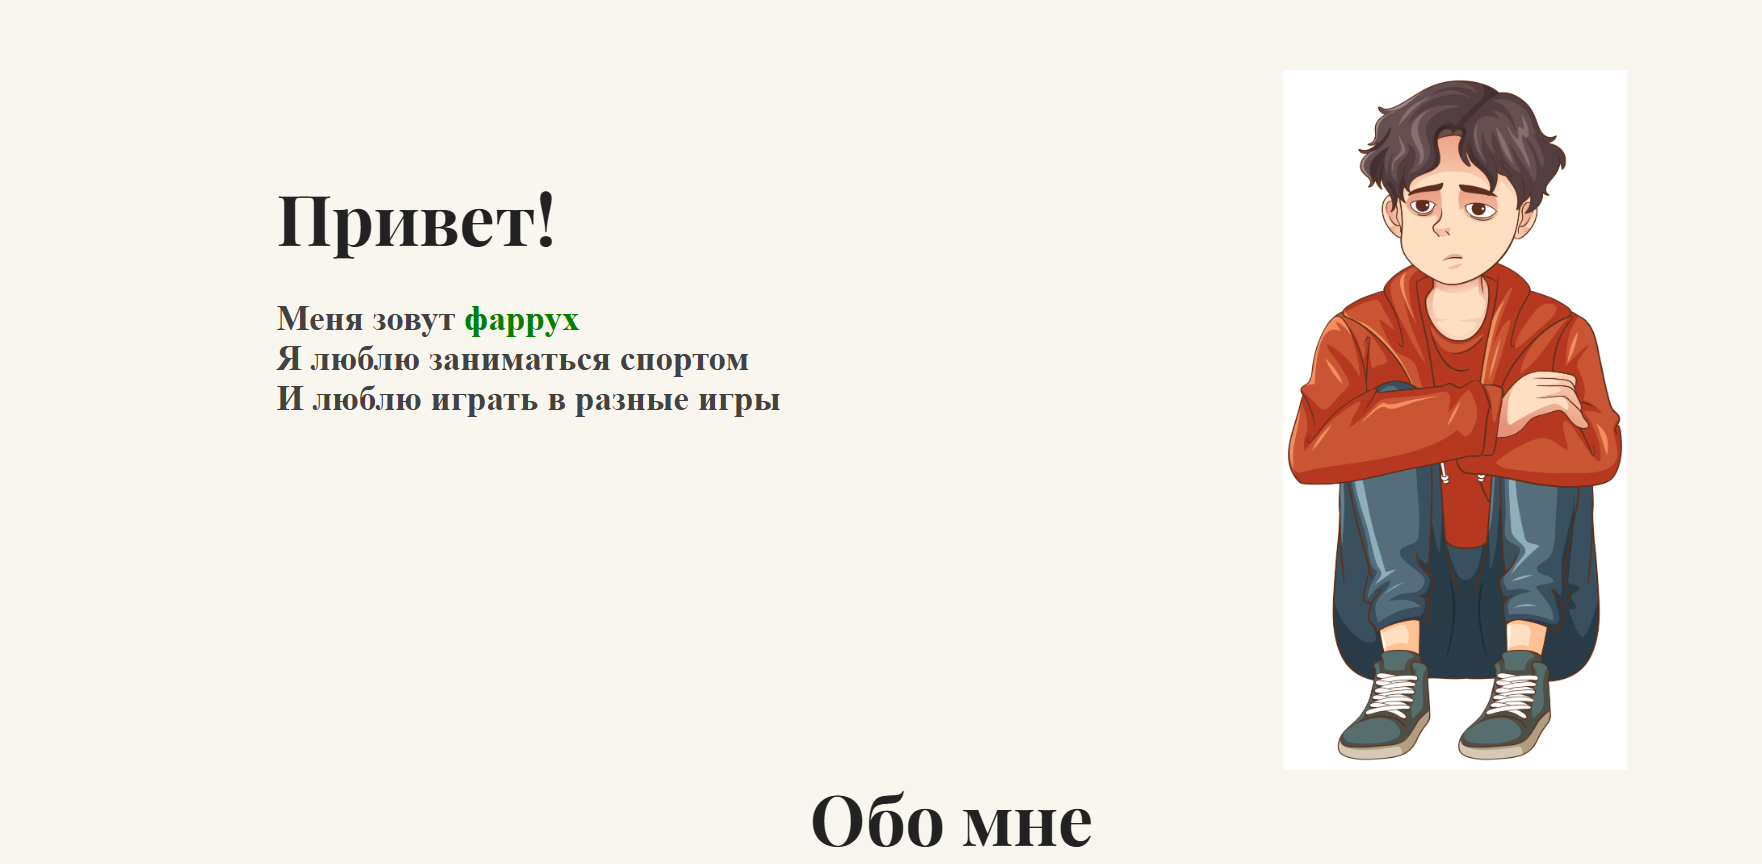 Привет!
Меня зовут фаррух
Я люблю заниматься спортом
И люблю играть в разные игры
Обо мне